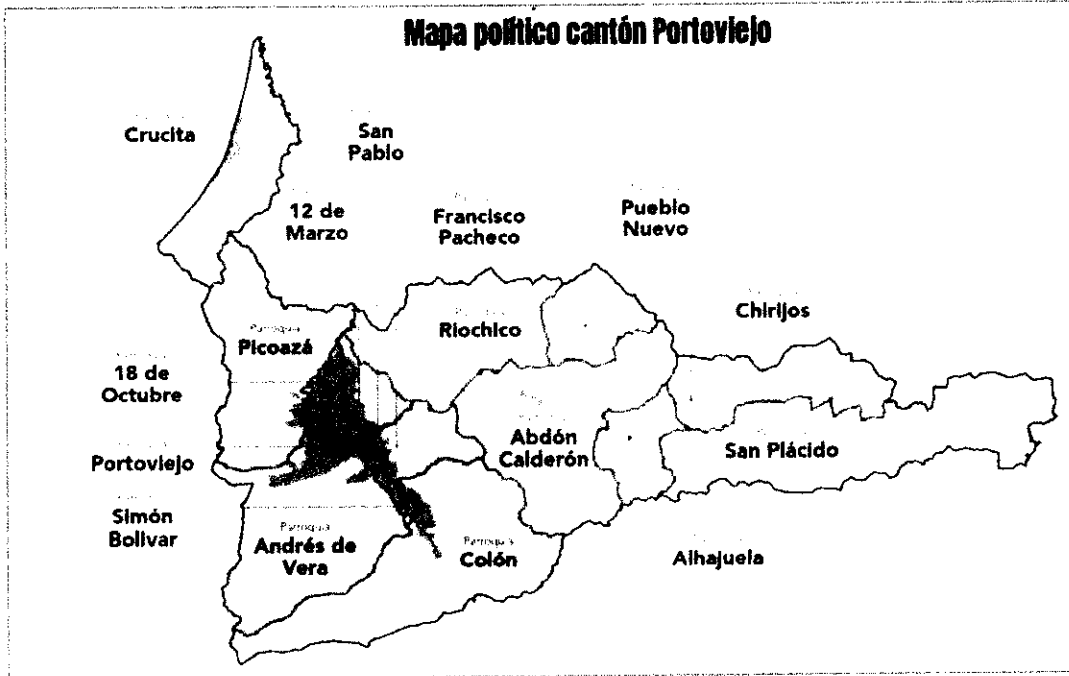 Mapa político cantón Portoviejo
Crucita
San
Pablo
12 de
Marzo
Francisco
Pacheco
Pueblo
Nuevo
Chirijos
Parroquia
Picoazá
Riochico
18 de
Octubre
Portoviejo
Abdón
Calderón
San Plácido
Simón
Bolivar
Parroquia
Andrés de
Vera
Parroquia
Colón
Alhajuela